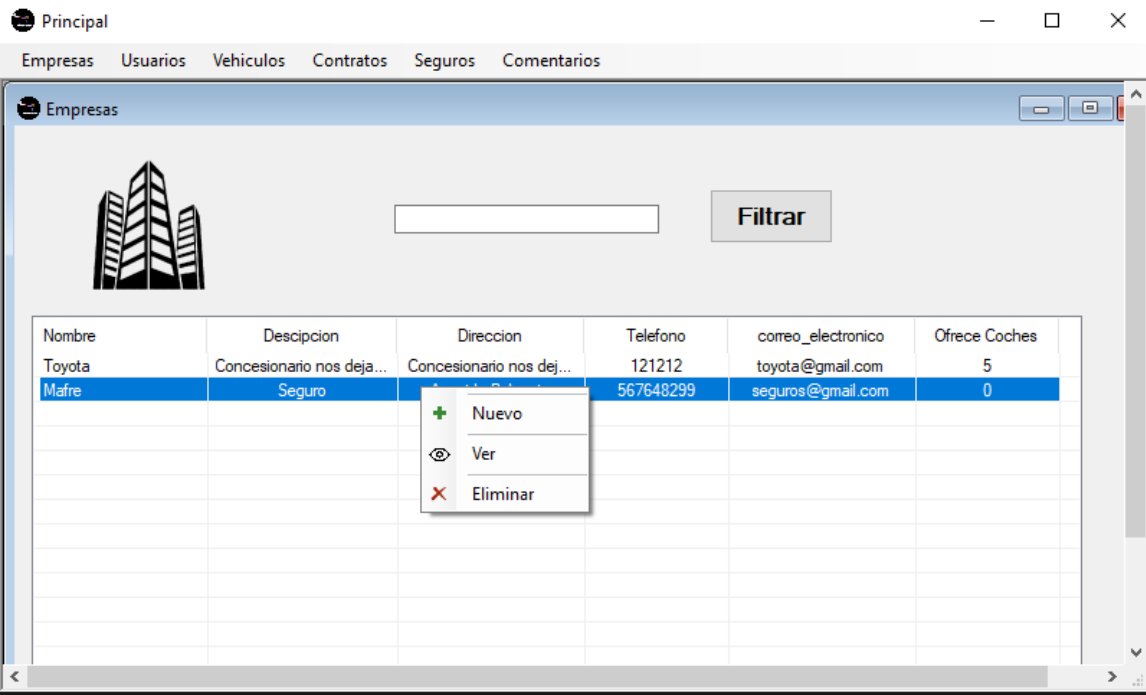 Principal
Empresas Usuarios Vehiculos Contratos Seguros Comentarios
Empresas
Filtrar
Nombre Descipcion Direccion Telefono correo_electronico Ofrece Coches
Toyota Concesionario nos deja... Concesionario nos dej... 121212 toyota@gmail.com 5
Mafre Seguro 567648299 seguros@gmail.com 0
Nuevo
Ver
Eliminar